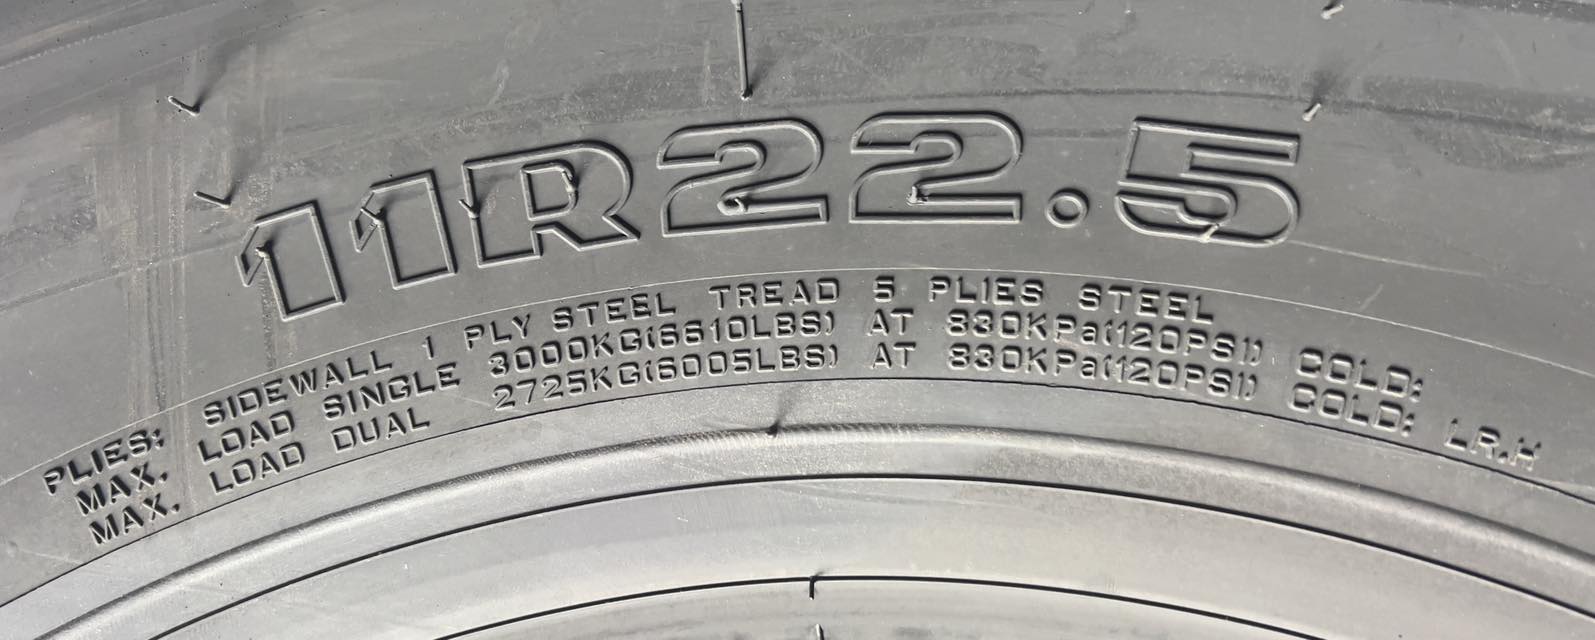 11R22.5
PLIES: SIDEWALL 1 PLY STEEL TREAD 5 PLIES STEEL
MAX. LOAD SINGLE 3000KG(6610LBS) AT 830KPa(120PSI) COLD:
MAX. LOAD DUAL 2725KG(6005LBS) AT 830KPa(120PSI) COLD: LR.H